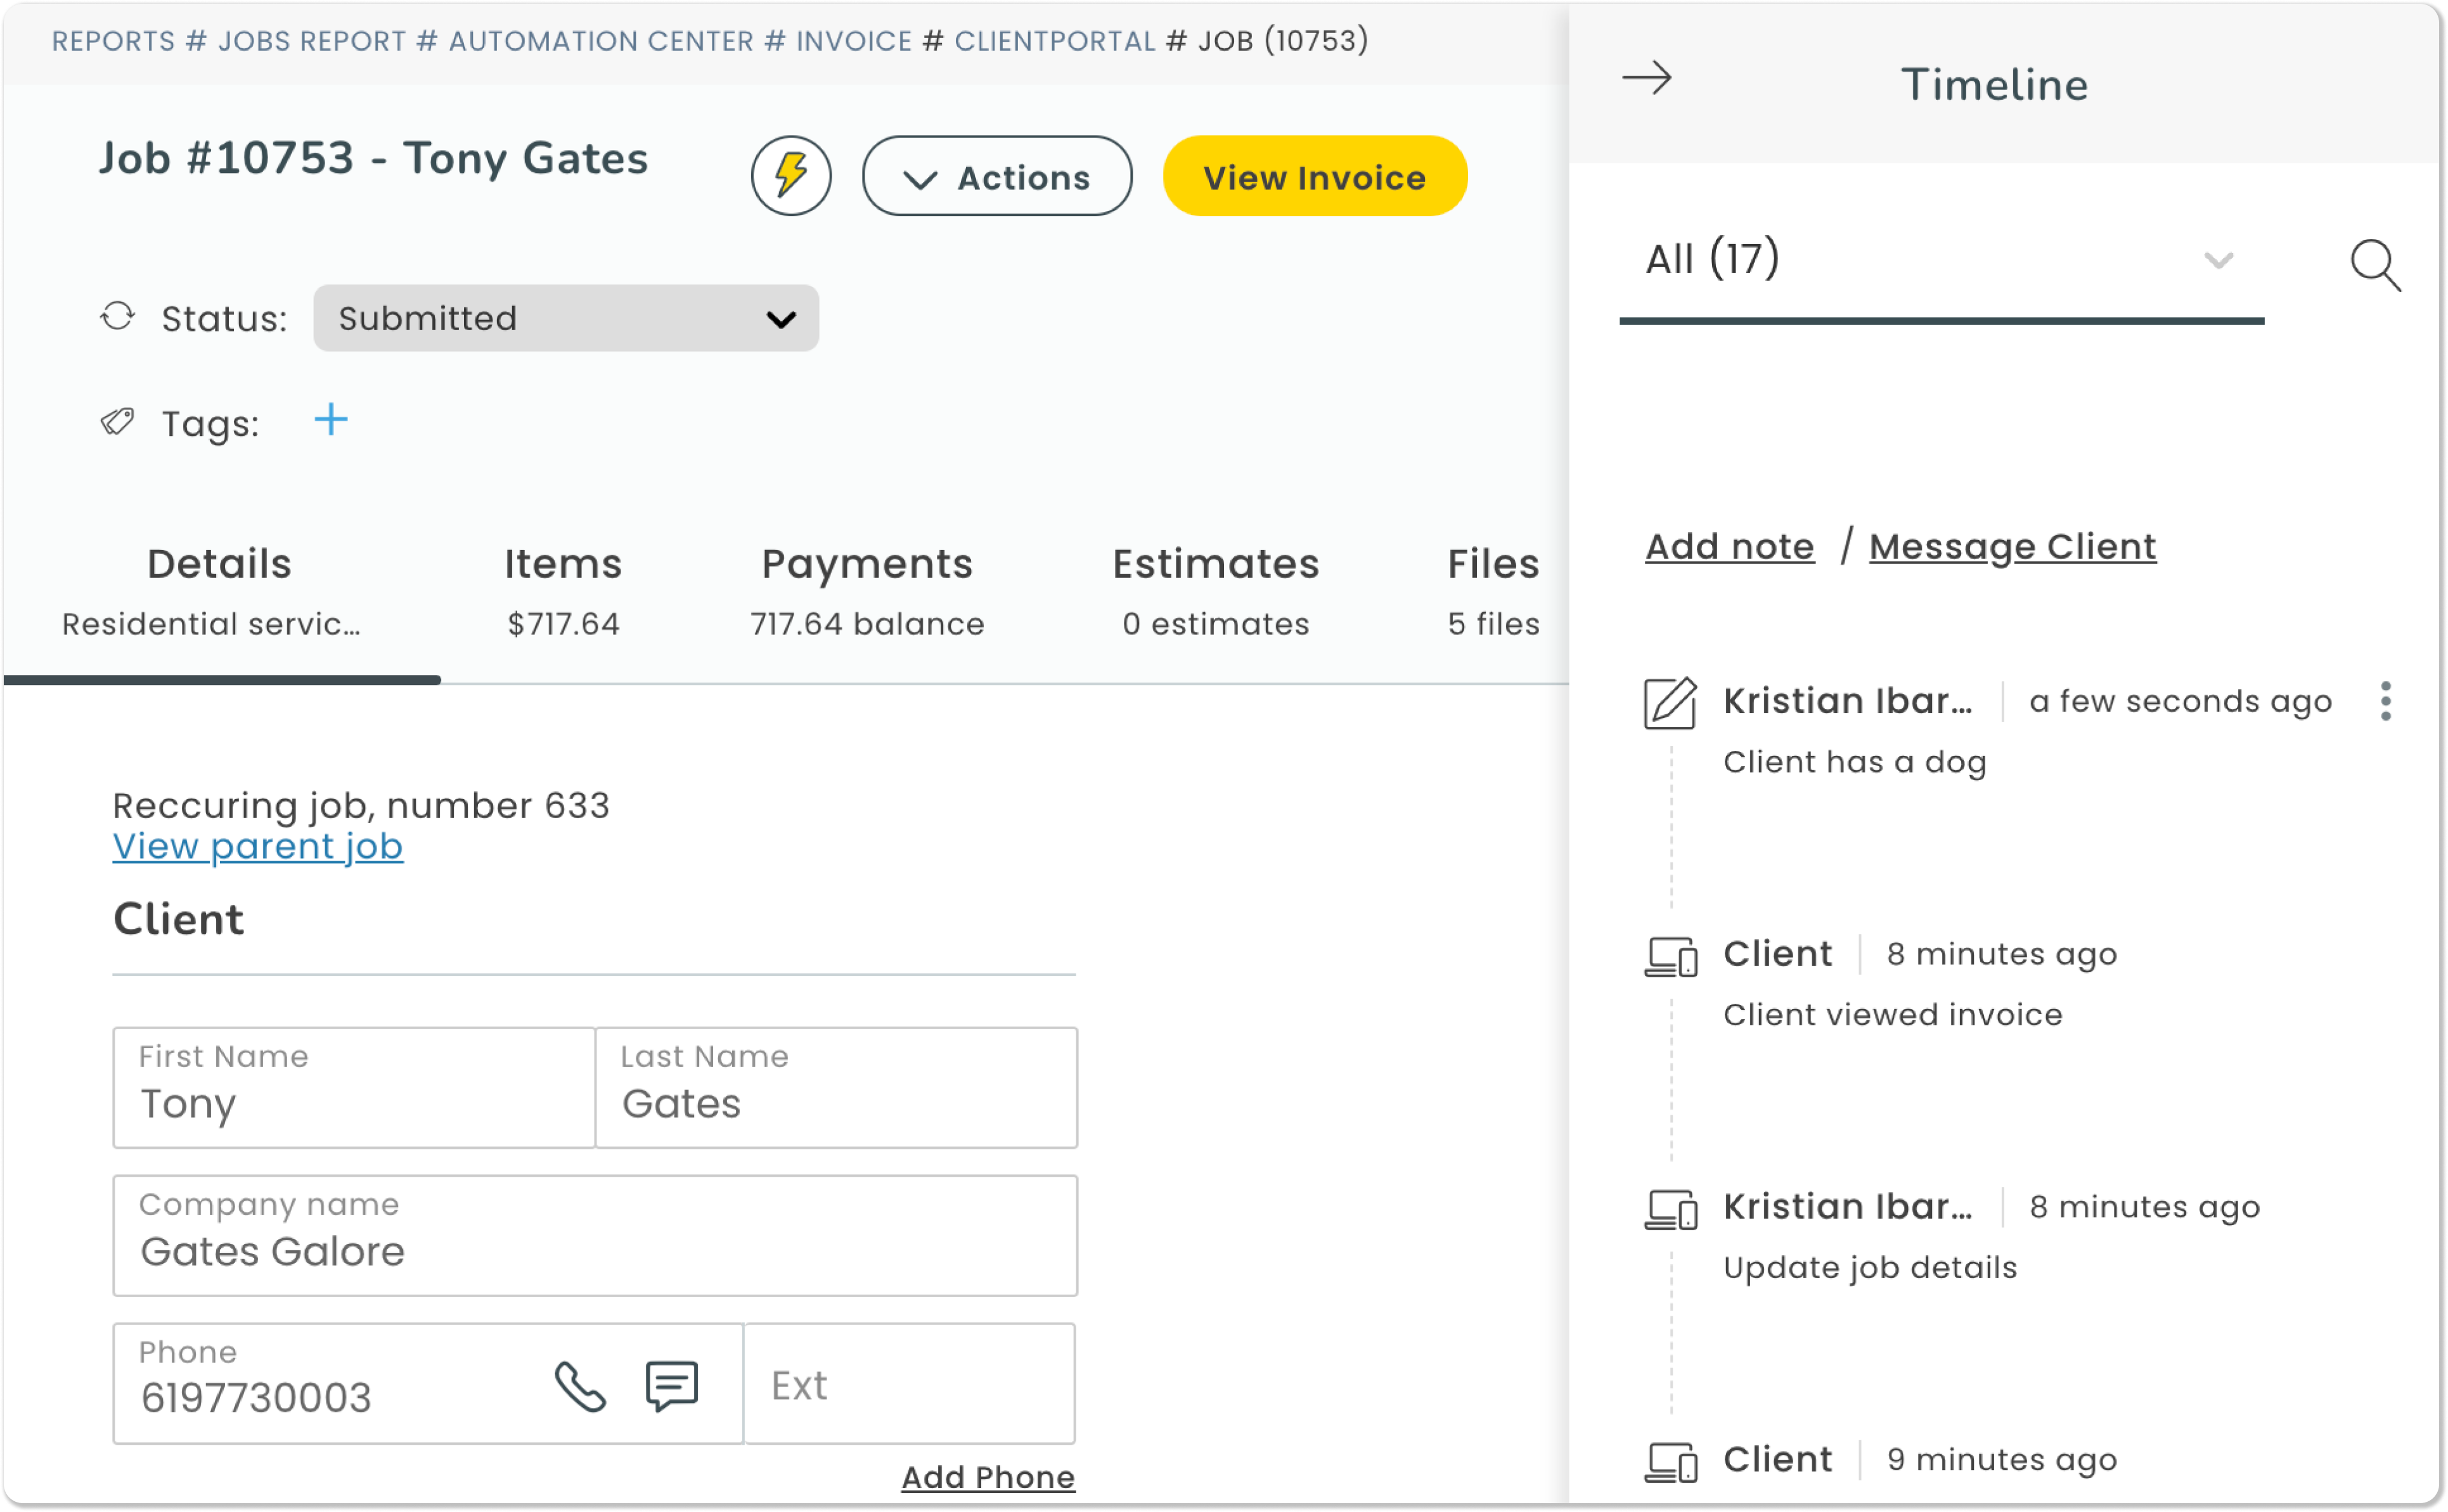 REPORTS # JOBS REPORT # AUTOMATION CENTER # INVOICE # CLIENTPORTAL # JOB (10753)
Job #10753 - Tony Gates
Actions
View Invoice
Status: Submitted
Tags:
Details
Residential servic...
Items
$717.64
Payments
717.64 balance
Estimates
0 estimates
Files
5 files
Reccuring job, number 633
View parent job
Client
First Name
Tony
Last Name
Gates
Company name
Gates Galore
Phone
6197730003
Ext
Add Phone
Timeline
All (17)
Add note / Message Client
Kristian Ibar... a few seconds ago
Client has a dog
Client 8 minutes ago
Client viewed invoice
Kristian Ibar... 8 minutes ago
Update job details
Client 9 minutes ago